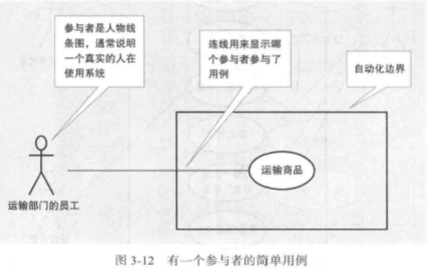 参与者是人物线
条图，通常说明
一个真实的人在
使用系统
连线用来显示哪
个参与者参与了
用例
自动化边界
运输商品
运输部门的员工
图 3-12 有一个参与者的简单用例